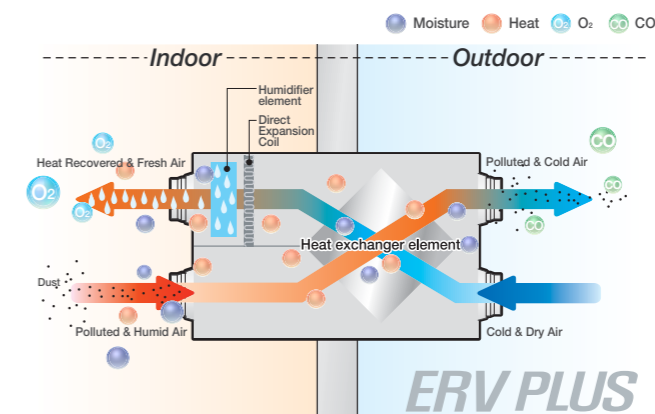 Moisture Heat O₂ O₂ CO CO
Indoor Outdoor
Humidifier
element
Direct
Expansion
Coil
O₂
CO
Heat Recovered & Fresh Air
Polluted & Cold Air
O₂
CO
O₂
CO
Heat exchanger element
Dust
Polluted & Humid Air
Cold & Dry Air
ERV PLUS